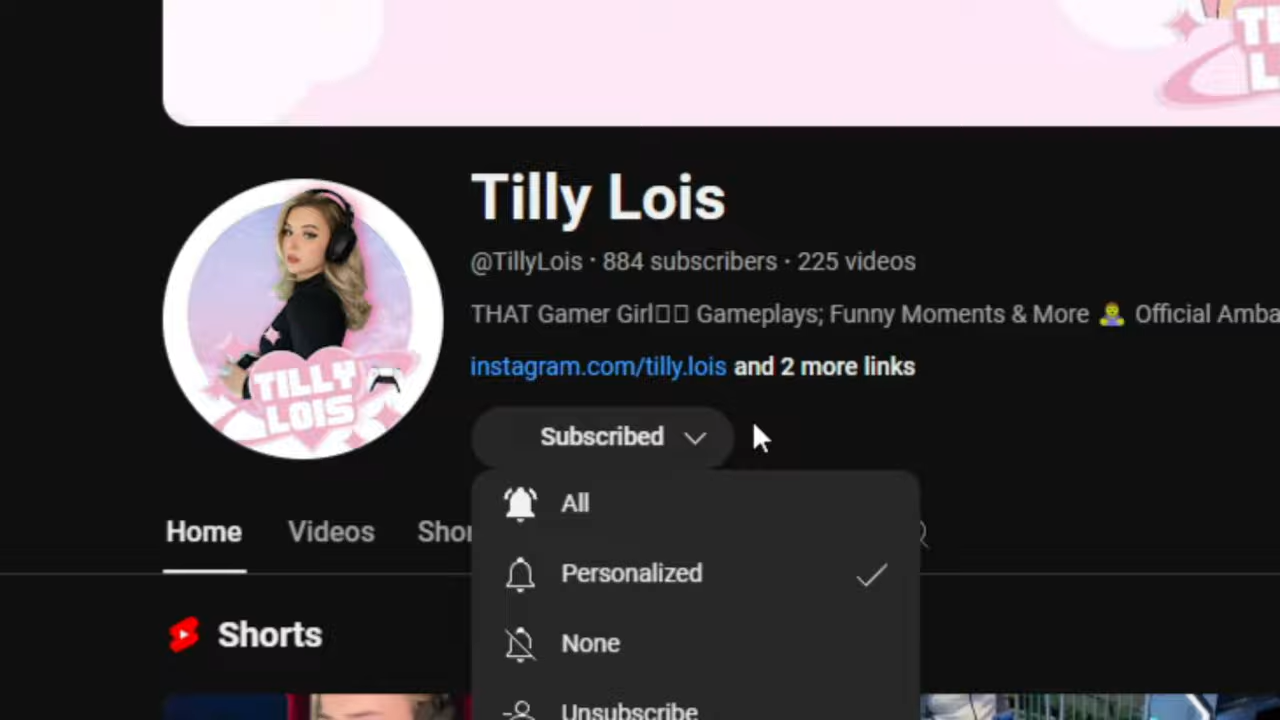 Tilly Lois
@TillyLois · 884 subscribers · 225 videos
THAT Gamer Girl▯▯ Gameplays; Funny Moments & More 🧟‍♀️ Official Amba
instagram.com/tilly.lois and 2 more links
TILLY
LOIS
Subscribed
All
Home Videos Shor
Personalized
Shorts
None
Unsubscribe